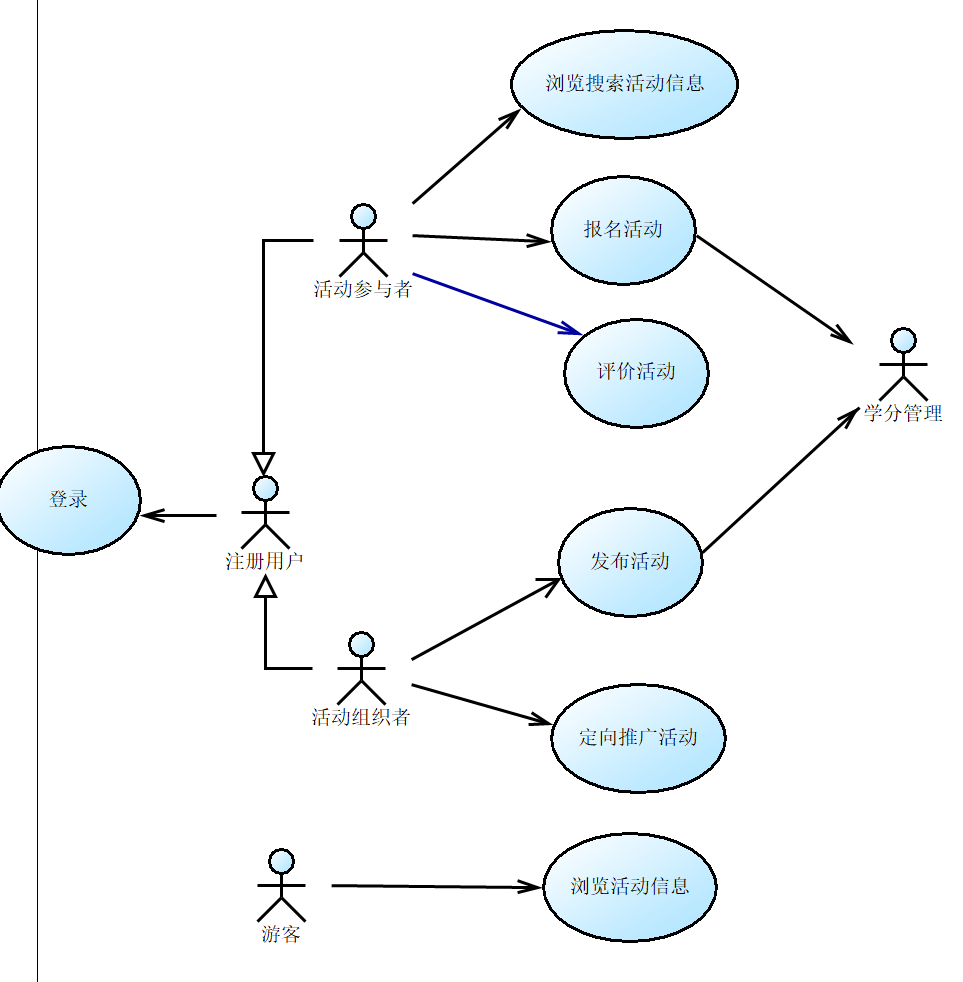 浏览搜索活动信息
报名活动
活动参与者
评价活动
学分管理
登录
注册用户
发布活动
活动组织者
定向推广活动
浏览活动信息
游客